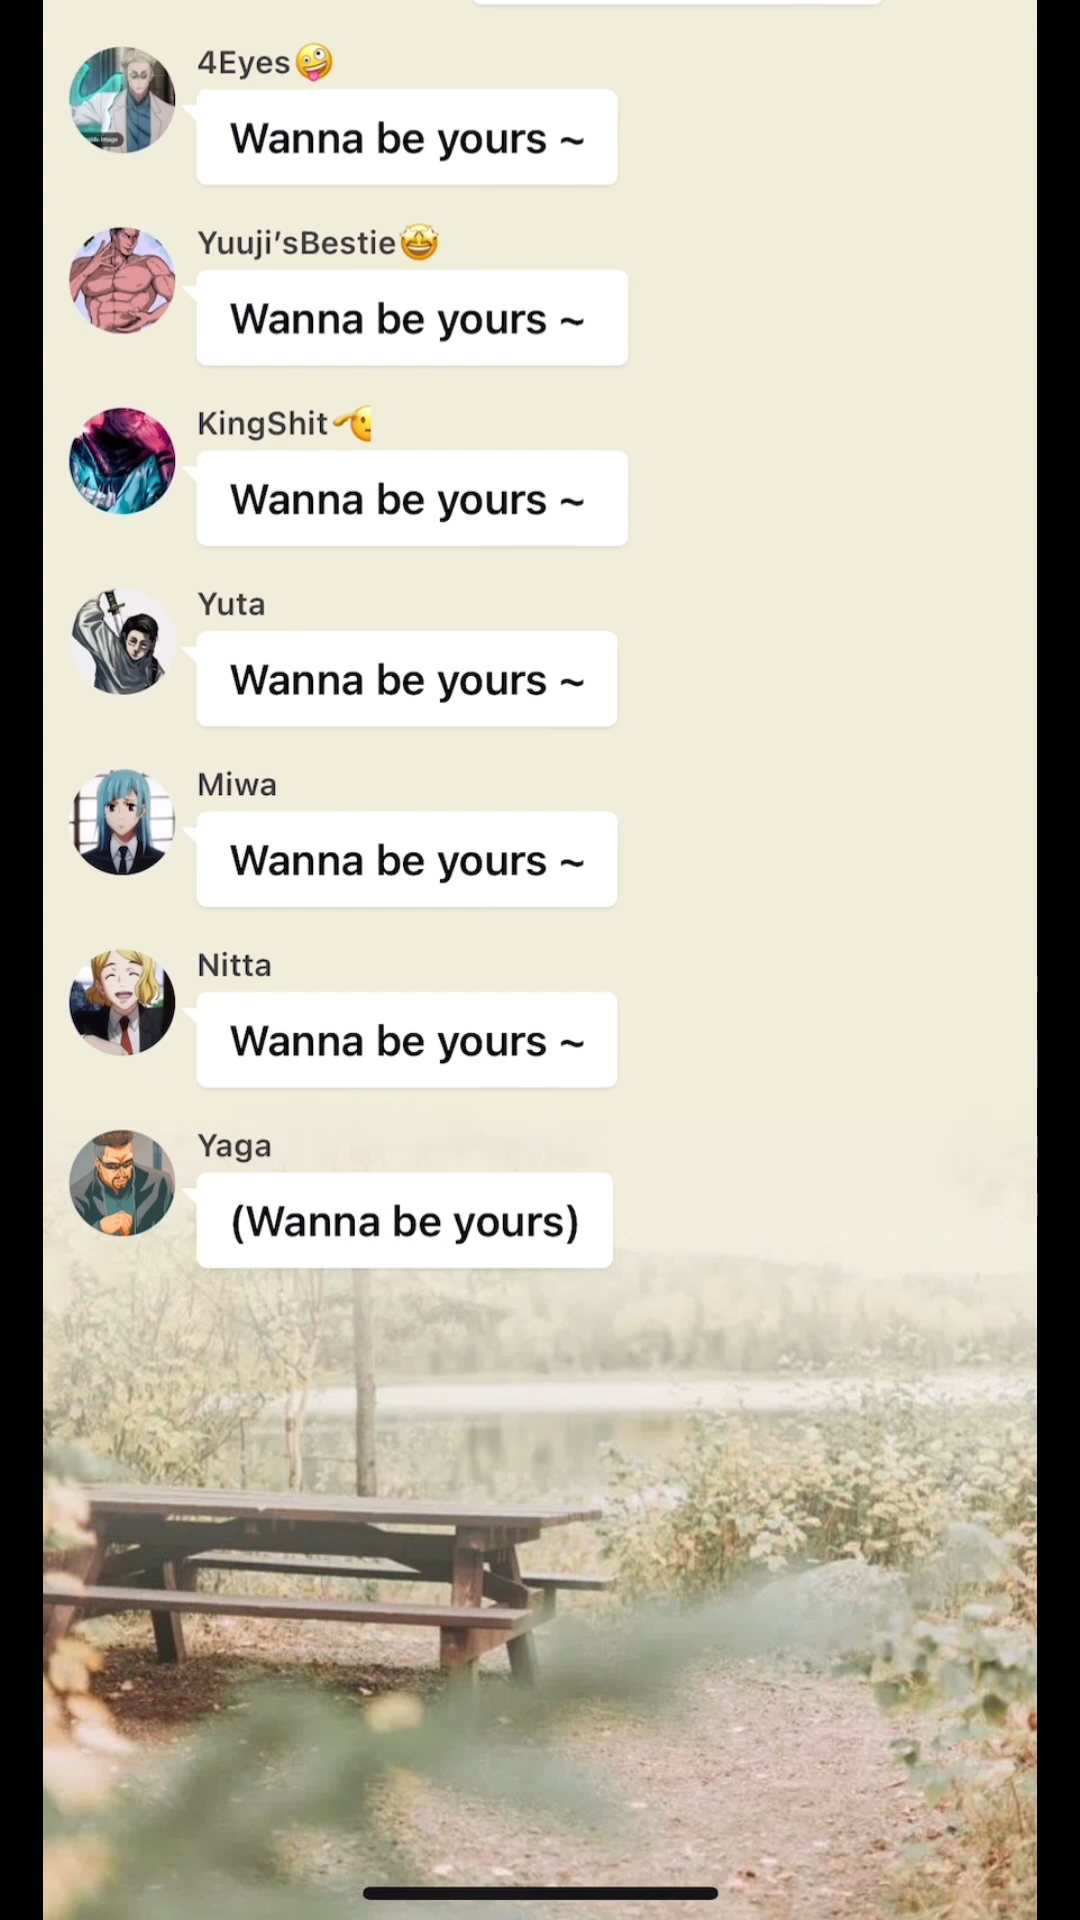 4Eyes🤪
Wanna be yours ~
Yuuji'sBestie🤩
Wanna be yours ~
KingShit🫡
Wanna be yours ~
Yuta
Wanna be yours ~
Miwa
Wanna be yours ~
Nitta
Wanna be yours ~
Yaga
(Wanna be yours)